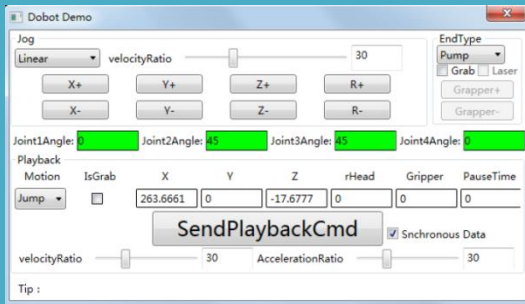 Dobot Demo
Jog EndType
Linear velocityRatio 30 Pump
Grab Laser
X+ Y+ Z+ R+ Grapper+
X- Y- Z- R- Grapper-
Joint1Angle: 0 Joint2Angle: 45 Joint3Angle: 45 Joint4Angle: 0
Playback
Motion IsGrab X Y Z rHead Gripper PauseTime
Jump 263.6661 0 -17.6777 0 0 0
SendPlaybackCmd Snchronous Data
velocityRatio 30 AccelerationRatio 30
Tip :